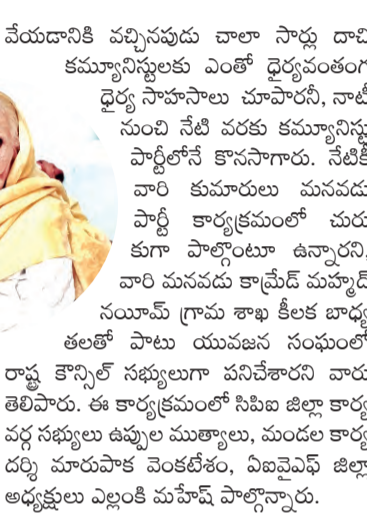 వేయడానికి వచ్చినపుడు చాలా సార్లు దాచి
కమ్యూనిస్టులకు ఎంతో ధైర్యవంతంగ
ధైర్య సాహసాలు చూపారనీ, నాటి
నుంచి నేటి వరకు కమ్యూనిస్టు
పార్టీలోనే కొనసాగారు. నేటికీ
వారి కుమారులు మనవడు
పార్టీ కార్యక్రమంలో చురు
కుగా పాల్గొంటూ ఉన్నారని,
వారి మనవడు కామ్రేడ్ మహ్మద్
నయీమ్ గ్రామ శాఖ కీలక బాధ్య
తలతో పాటు యువజన సంఘంలో
రాష్ట్ర కౌన్సిల్ సభ్యులుగా పనిచేశారని వారు
తెలిపారు. ఈ కార్యక్రమంలో సిపిఐ జిల్లా కార్య
వర్గ సభ్యులు ఉప్పుల ముత్యాలు, మండల కార్య
దర్శి మారుపాక వెంకటేశం, ఏఐవైఎఫ్ జిల్లా
అధ్యక్షులు ఎల్లంకి మహేష్ పాల్గొన్నారు.